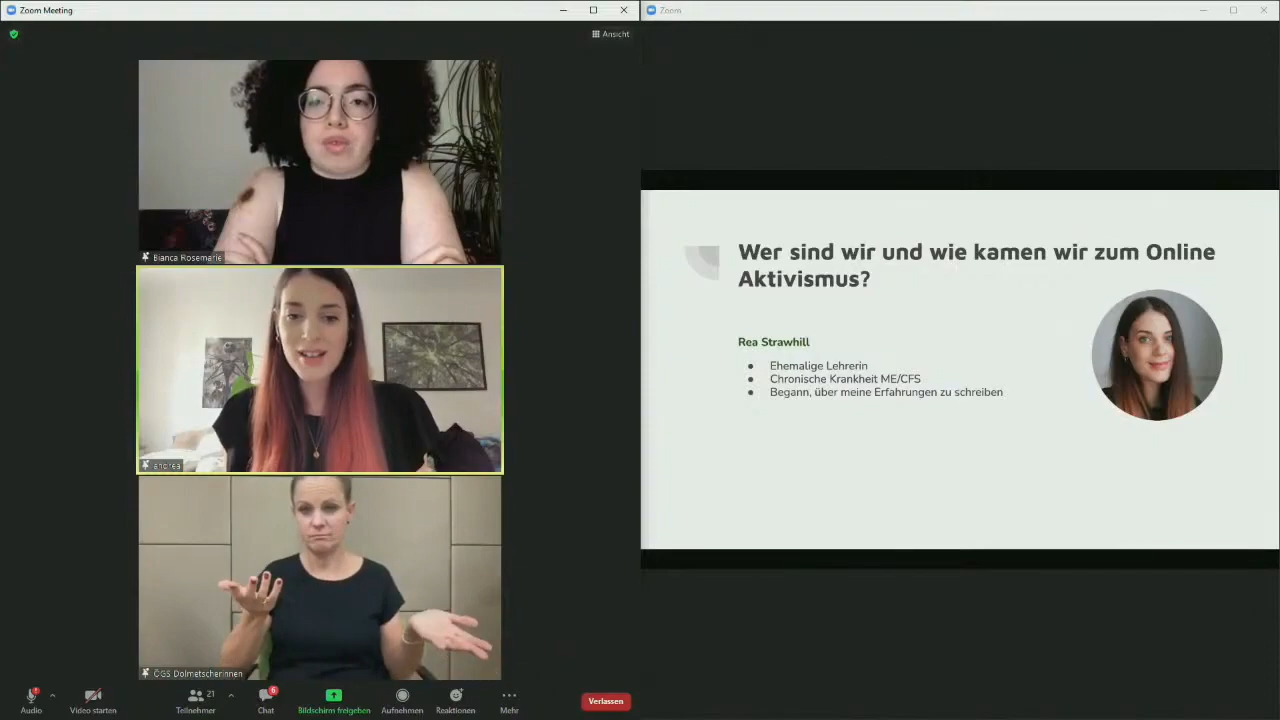 Zoom Meeting
Ansicht
Bianca Rosemarie
andrea
ÖGS Dolmetscherinnen
Audio
Video starten
21
Teilnehmer
6
Chat
Bildschirm freigeben
Aufnehmen
Reaktionen
Mehr
Verlassen
Zoom
Wer sind wir und wie kamen wir zum Online
Aktivismus?
Rea Strawhill
● Ehemalige Lehrerin
● Chronische Krankheit ME/CFS
● Begann, über meine Erfahrungen zu schreiben